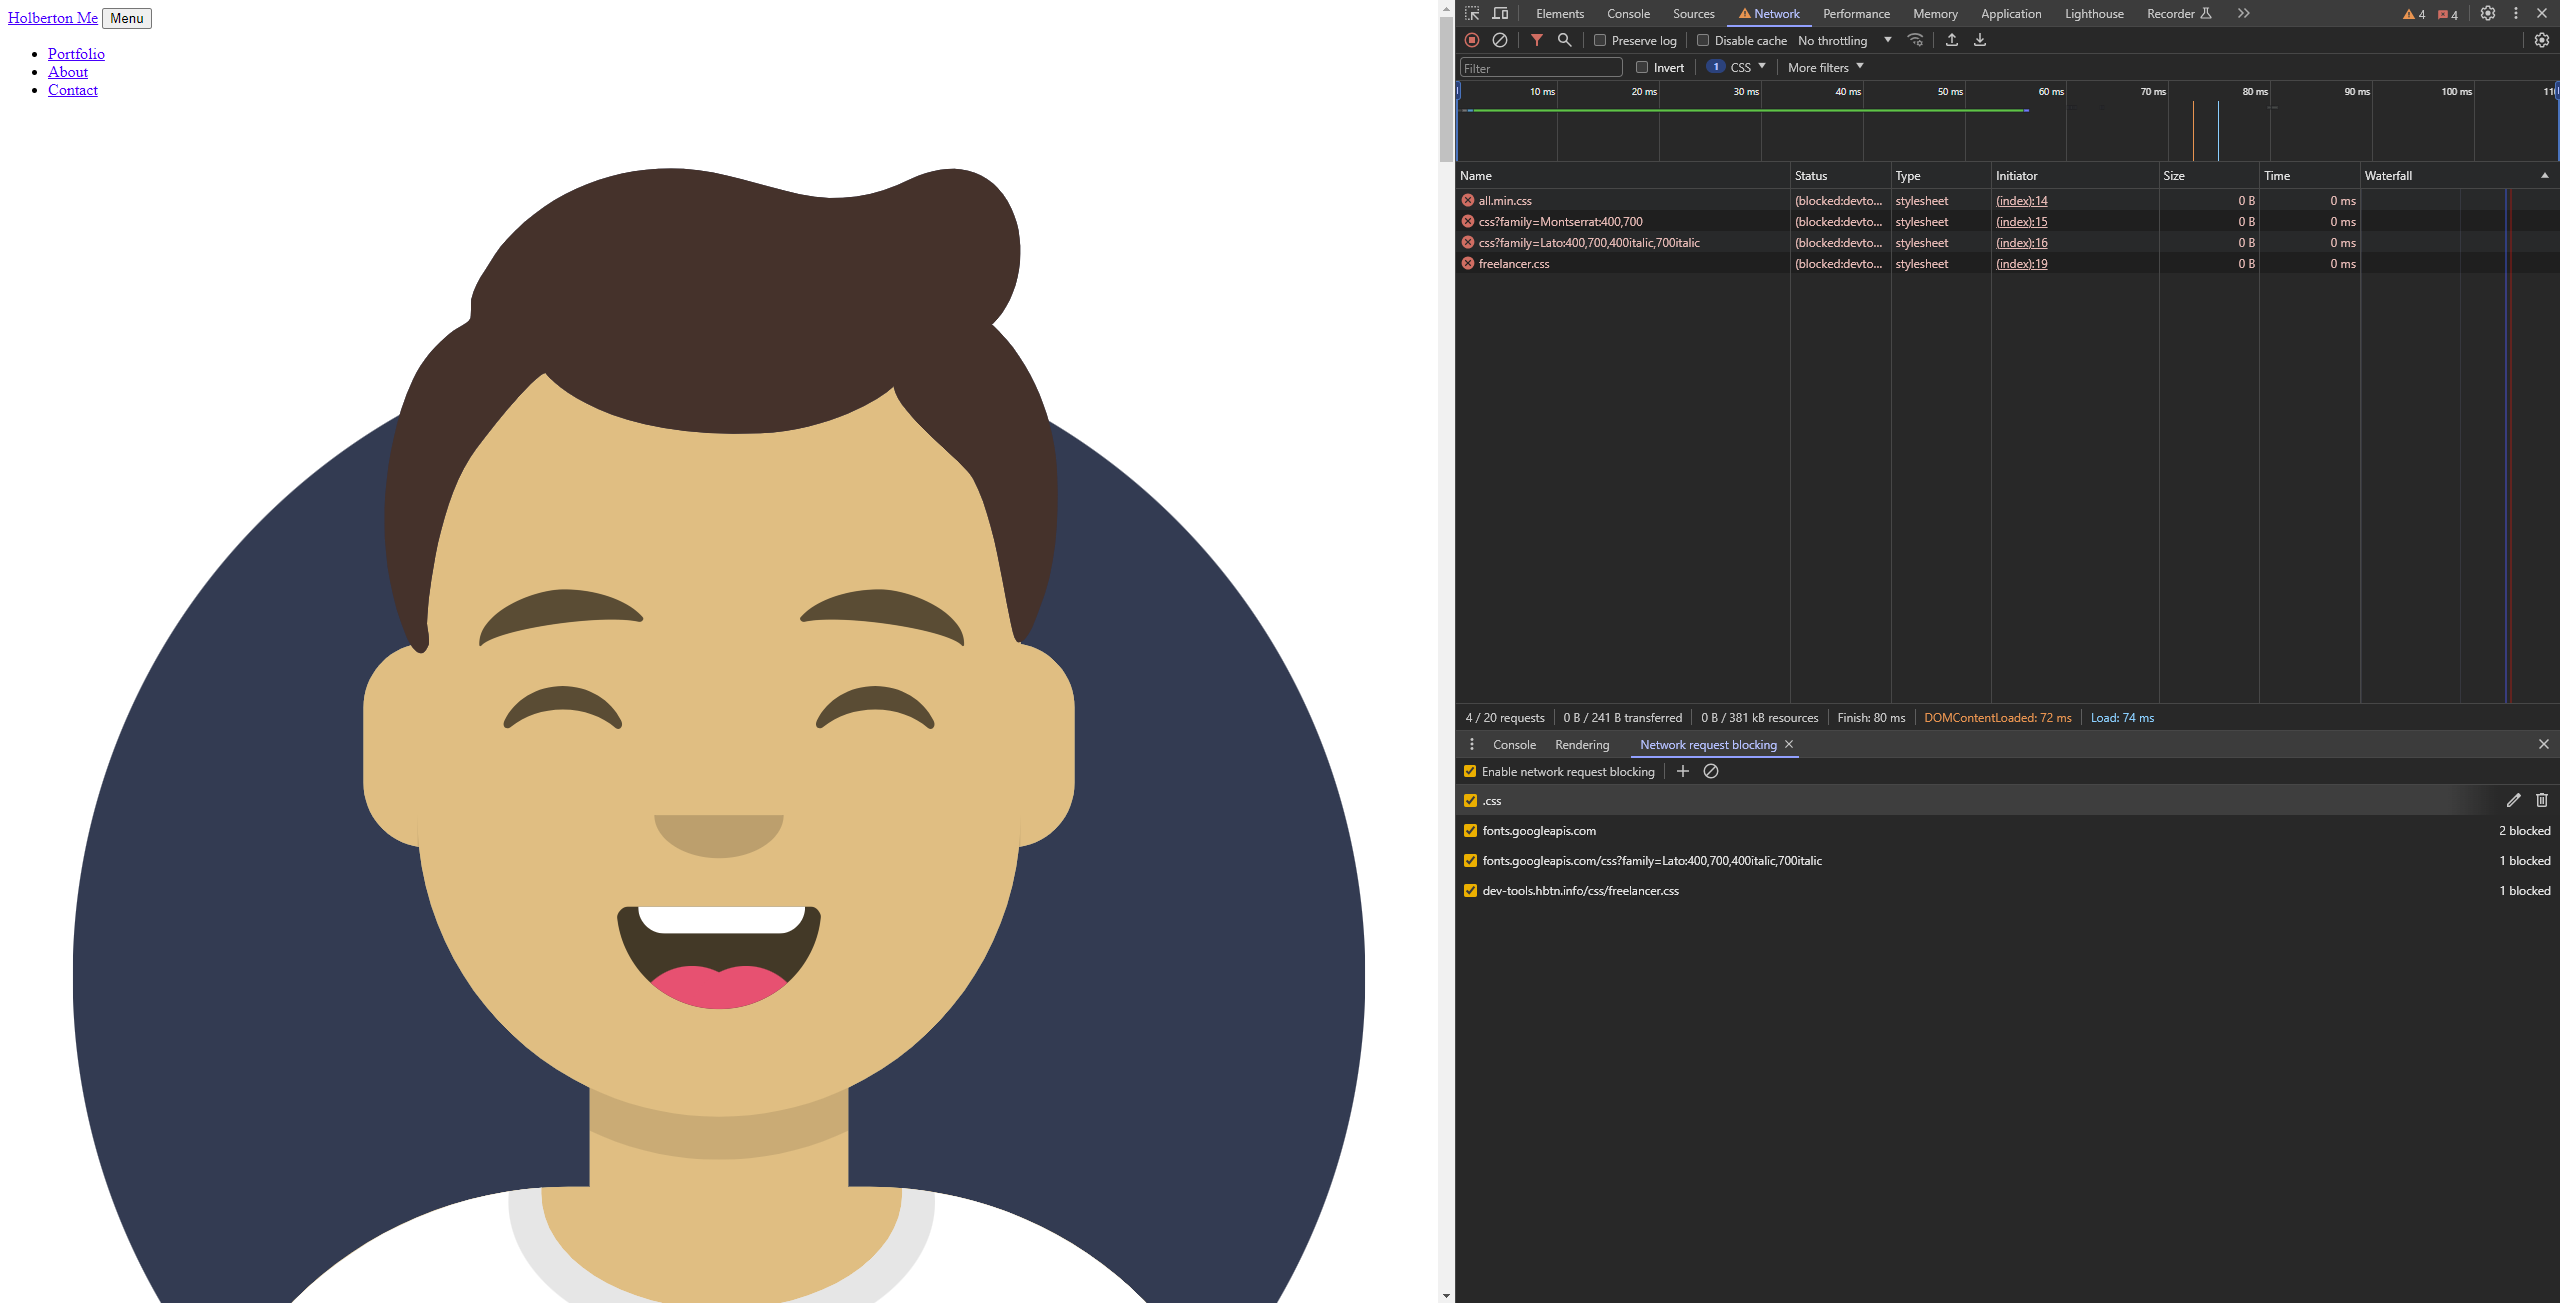 Holberton Me Menu
Portfolio
About
Contact
Elements Console Sources Network Performance Memory Application Lighthouse Recorder 4 4
Preserve log Disable cache No throttling
Filter Invert 1 CSS More filters
10 ms 20 ms 30 ms 40 ms 50 ms 60 ms 70 ms 80 ms 90 ms 100 ms 11
Name Status Type Initiator Size Time Waterfall
all.min.css (blocked:devto... stylesheet (index):14 0 B 0 ms
css?family=Montserrat:400,700 (blocked:devto... stylesheet (index):15 0 B 0 ms
css?family=Lato:400,700,400italic,700italic (blocked:devto... stylesheet (index):16 0 B 0 ms
freelancer.css (blocked:devto... stylesheet (index):19 0 B 0 ms
4 / 20 requests 0 B / 241 B transferred 0 B / 381 kB resources Finish: 80 ms DOMContentLoaded: 72 ms Load: 74 ms
Console Rendering Network request blocking
Enable network request blocking
.css
fonts.googleapis.com 2 blocked
fonts.googleapis.com/css?family=Lato:400,700,400italic,700italic 1 blocked
dev-tools.hbtn.info/css/freelancer.css 1 blocked